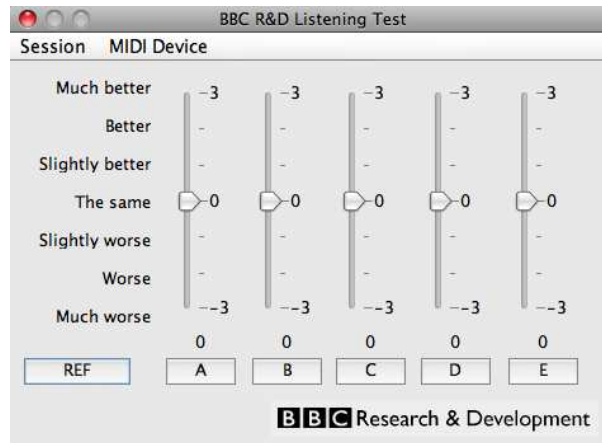 BBC R&D Listening Test
Session MIDI Device
Much better -3 -3 -3 -3 -3
Better - - - - -
Slightly better - - - - -
The same -0 -0 -0 -0 -0
Slightly worse - - - - -
Worse - - - - -
Much worse --3 --3 --3 --3 --3
0 0 0 0 0
REF A B C D E
BBC Research & Development